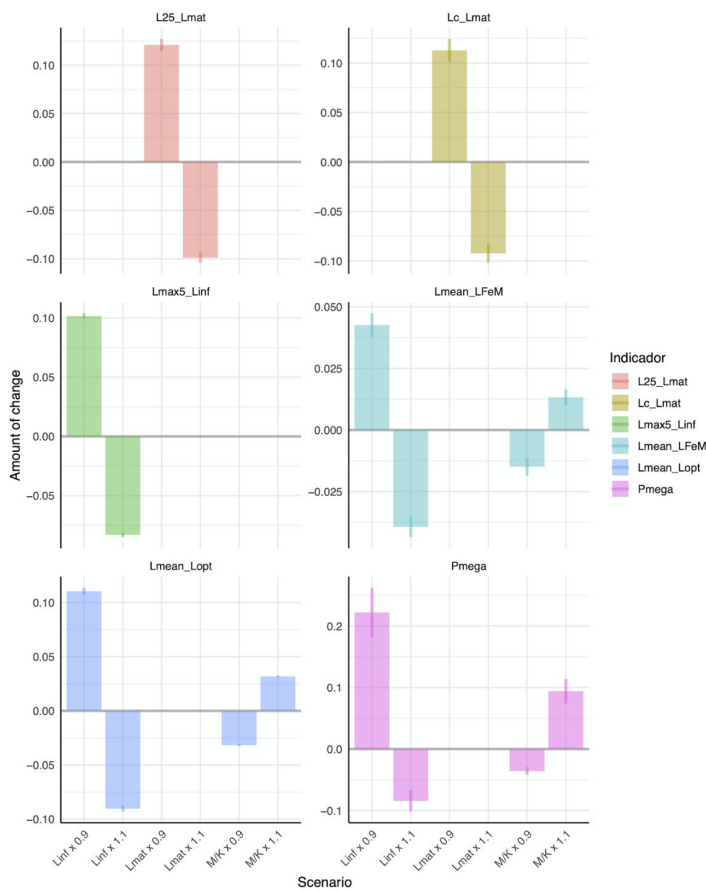 L25_Lmat
Lc_Lmat
0.10
0.05
0.00
−0.05
−0.10
0.10
0.05
0.00
−0.05
−0.10
Lmax5_Linf
Lmean_LFeM
0.10
0.05
0.00
−0.05
0.050
0.025
0.000
−0.025
Lmean_Lopt
Pmega
0.10
0.05
0.00
−0.05
−0.10
0.2
0.1
0.0
−0.1
Linf x 0.9
Linf x 1.1
Lmat x 0.9
Lmat x 1.1
M/K x 0.9
M/K x 1.1
Linf x 0.9
Linf x 1.1
Lmat x 0.9
Lmat x 1.1
M/K x 0.9
M/K x 1.1
Scenario
Amount of change
Indicador
L25_Lmat
Lc_Lmat
Lmax5_Linf
Lmean_LFeM
Lmean_Lopt
Pmega